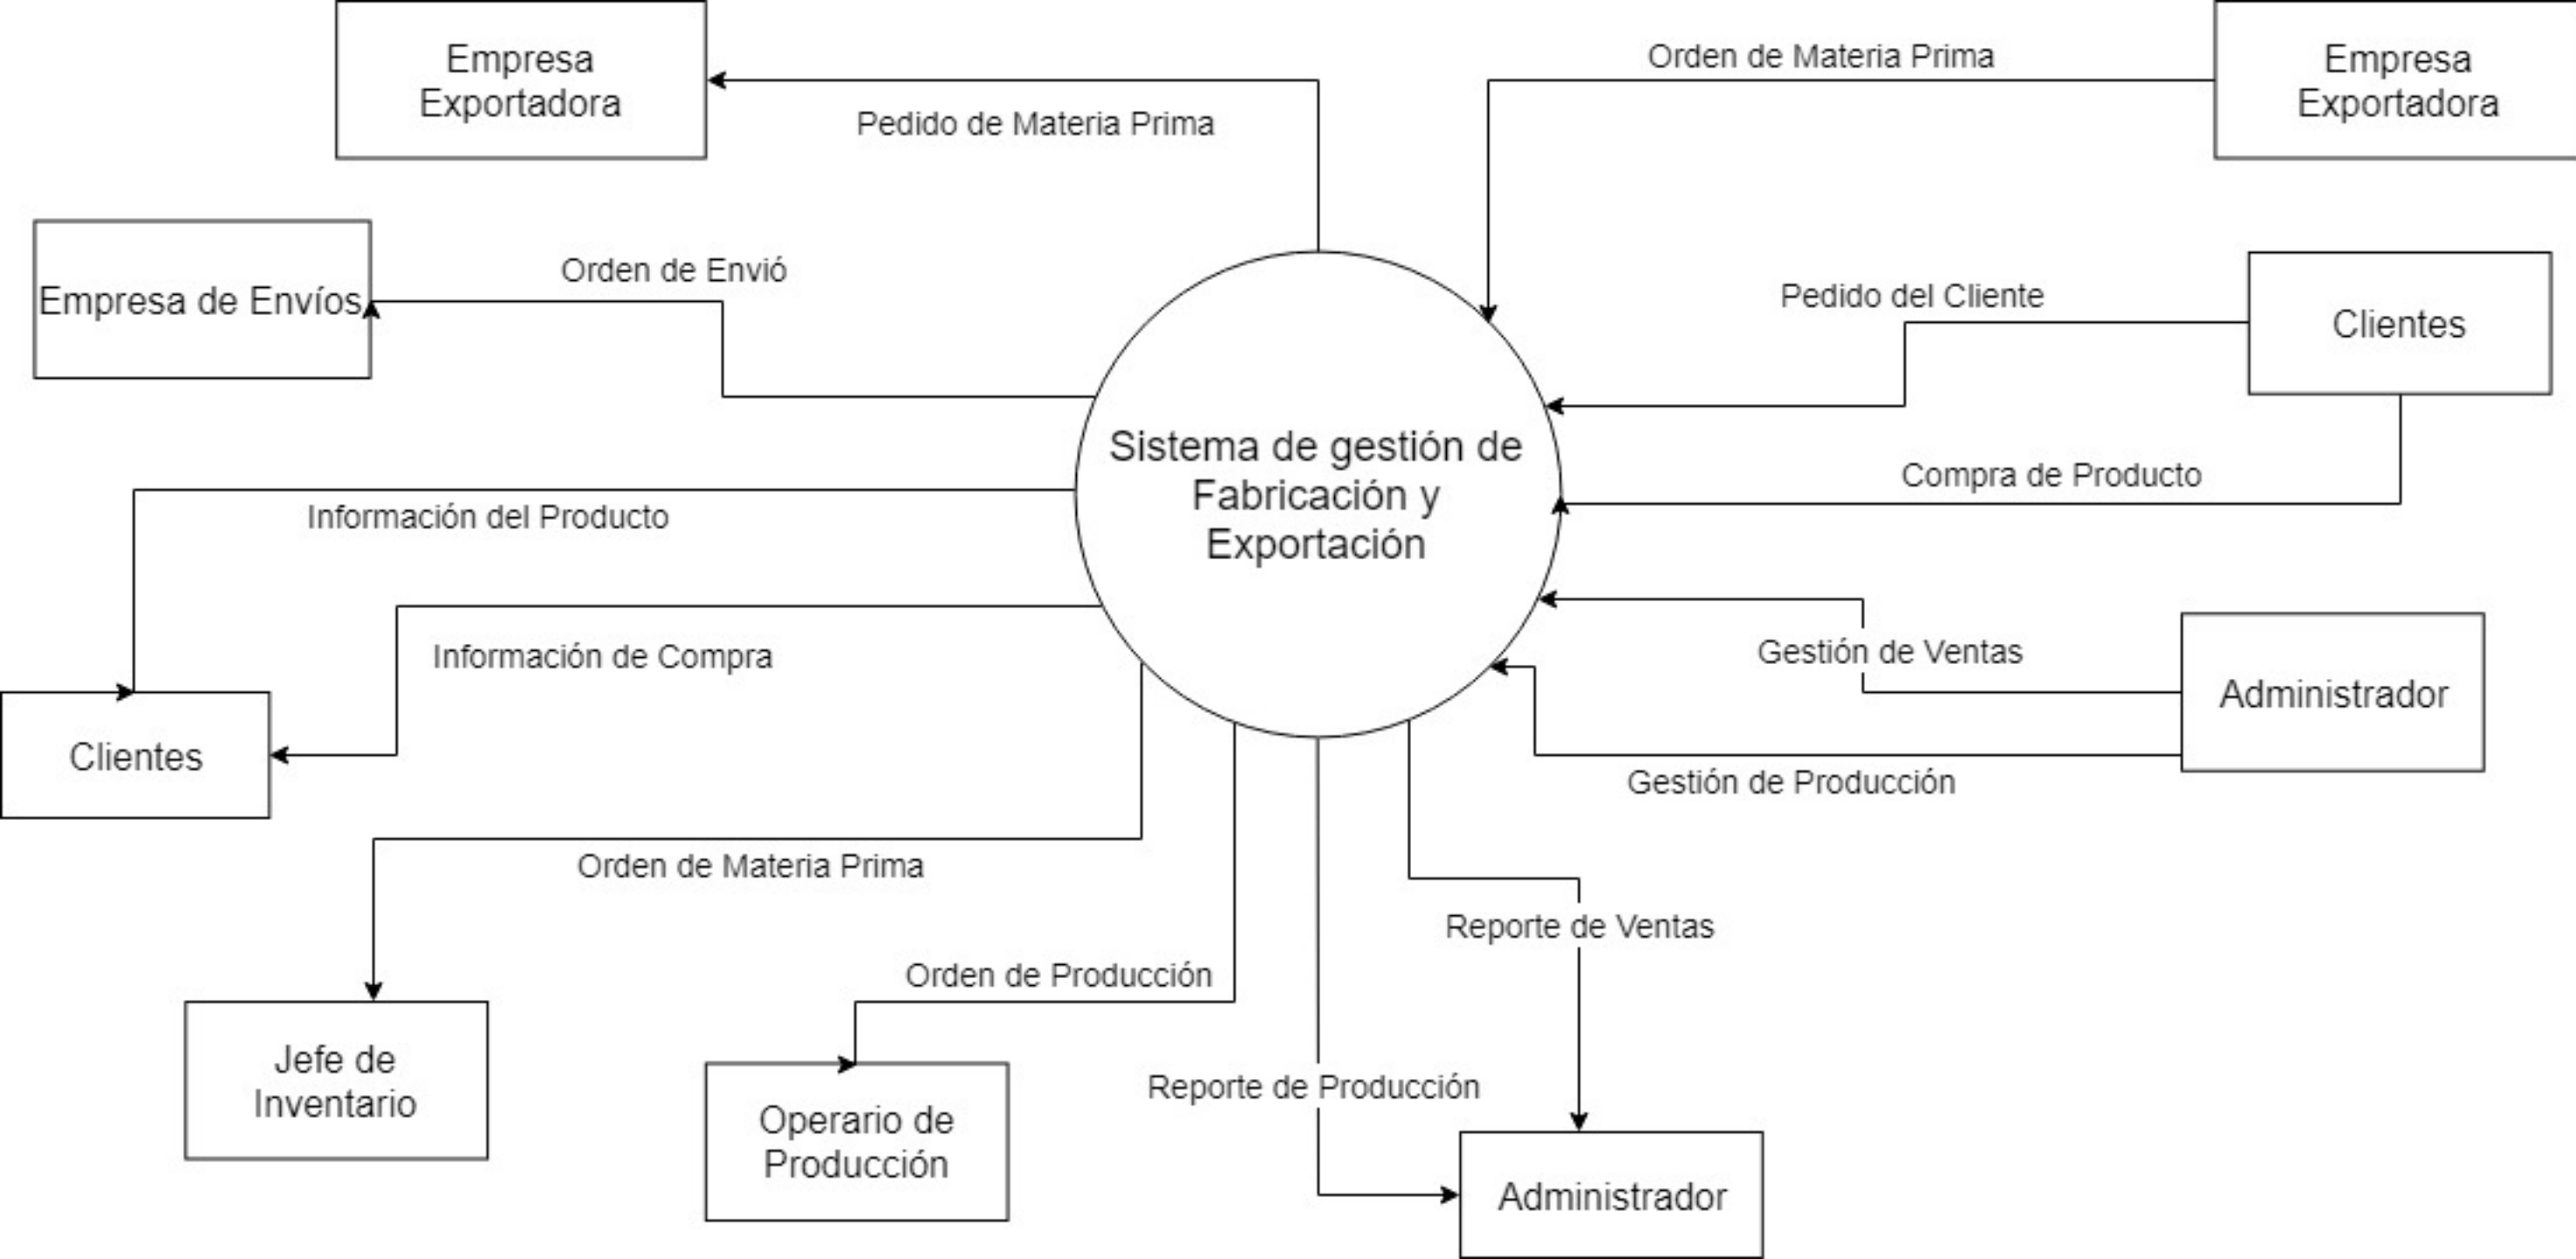 Empresa
Exportadora
Orden de Materia Prima
Empresa
Exportadora
Pedido de Materia Prima
Orden de Envió
Empresa de Envíos
Pedido del Cliente
Clientes
Sistema de gestión de
Fabricación y
Exportación
Compra de Producto
Información del Producto
Información de Compra
Gestión de Ventas
Administrador
Clientes
Gestión de Producción
Orden de Materia Prima
Reporte de Ventas
Orden de Producción
Jefe de
Inventario
Reporte de Producción
Operario de
Producción
Administrador